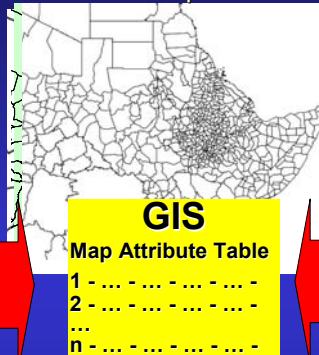 GIS
Map Attribute Table
1 - ... - ... - ... - ... -
2 - ... - ... - ... - ... -
...
n - ... - ... - ... - ... -